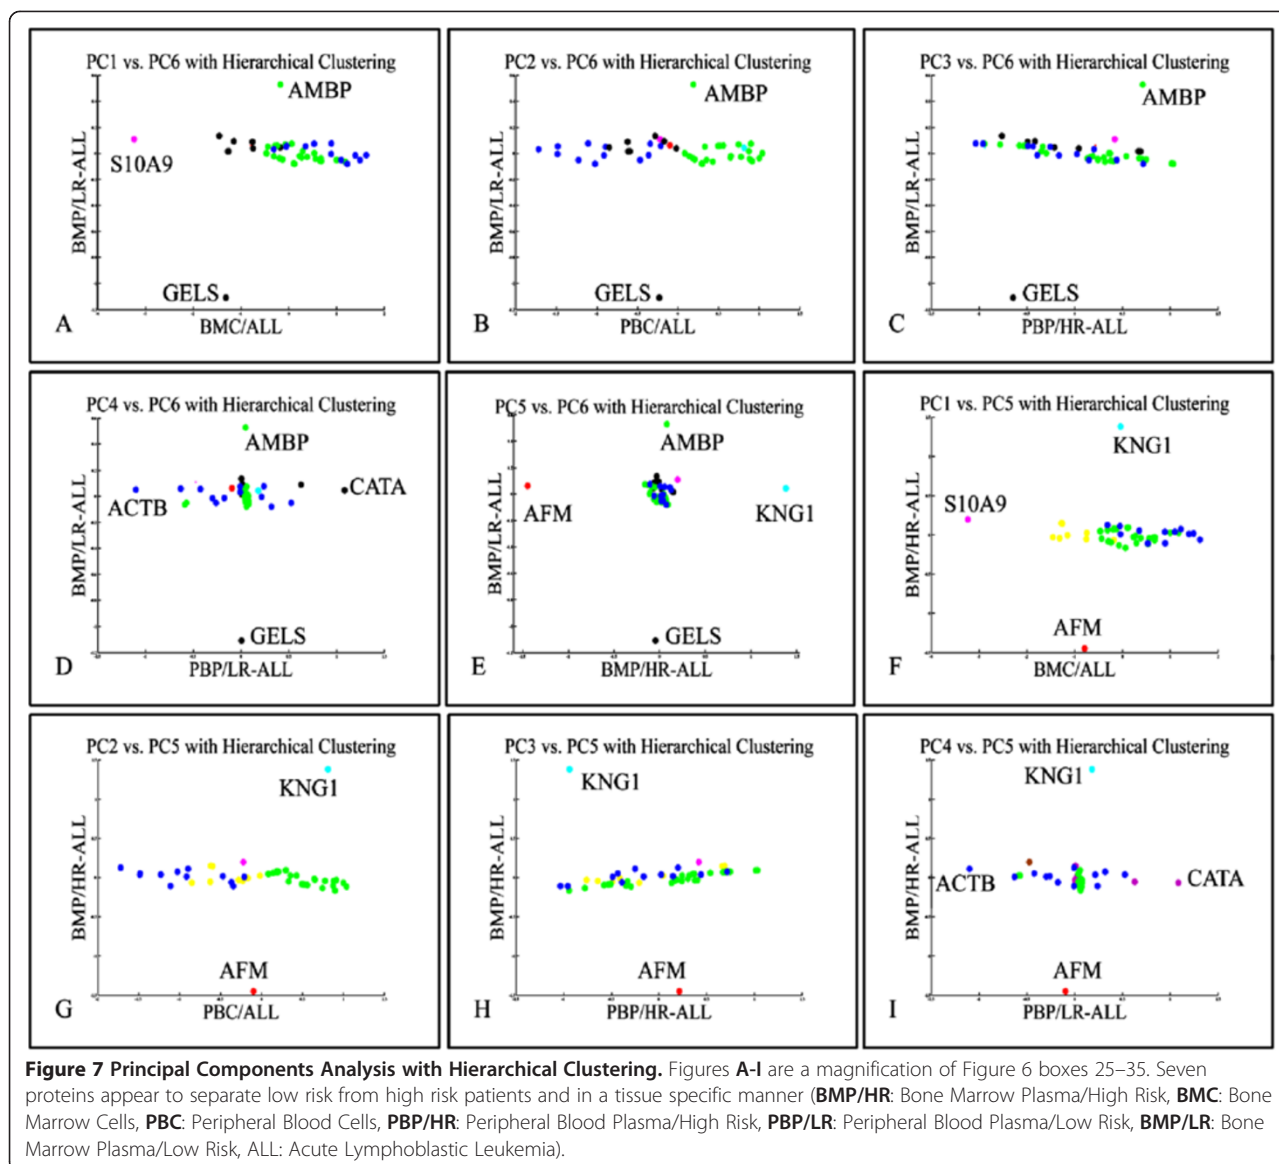 PC1 vs. PC6 with Hierarchical Clustering
AMBP
S10A9
GELS
BMP/LR-ALL
A
BMC/ALL
PC2 vs. PC6 with Hierarchical Clustering
AMBP
GELS
BMP/LR-ALL
B
PBC/ALL
PC3 vs. PC6 with Hierarchical Clustering
AMBP
GELS
BMP/LR-ALL
C
PBP/HR-ALL
PC4 vs. PC6 with Hierarchical Clustering
AMBP
ACTB
CATA
GELS
BMP/LR-ALL
D
PBP/LR-ALL
PC5 vs. PC6 with Hierarchical Clustering
AMBP
AFM
KNG1
GELS
BMP/LR-ALL
E
BMP/HR-ALL
PC1 vs. PC5 with Hierarchical Clustering
KNG1
S10A9
AFM
BMP/HR-ALL
F
BMC/ALL
PC2 vs. PC5 with Hierarchical Clustering
KNG1
AFM
BMP/HR-ALL
G
PBC/ALL
PC3 vs. PC5 with Hierarchical Clustering
KNG1
AFM
BMP/HR-ALL
H
PBP/HR-ALL
PC4 vs. PC5 with Hierarchical Clustering
KNG1
ACTB
CATA
AFM
BMP/HR-ALL
I
PBP/LR-ALL
Figure 7 Principal Components Analysis with Hierarchical Clustering. Figures A-I are a magnification of Figure 6 boxes 25–35. Seven
proteins appear to separate low risk from high risk patients and in a tissue specific manner (BMP/HR: Bone Marrow Plasma/High Risk, BMC: Bone
Marrow Cells, PBC: Peripheral Blood Cells, PBP/HR: Peripheral Blood Plasma/High Risk, PBP/LR: Peripheral Blood Plasma/Low Risk, BMP/LR: Bone
Marrow Plasma/Low Risk, ALL: Acute Lymphoblastic Leukemia).